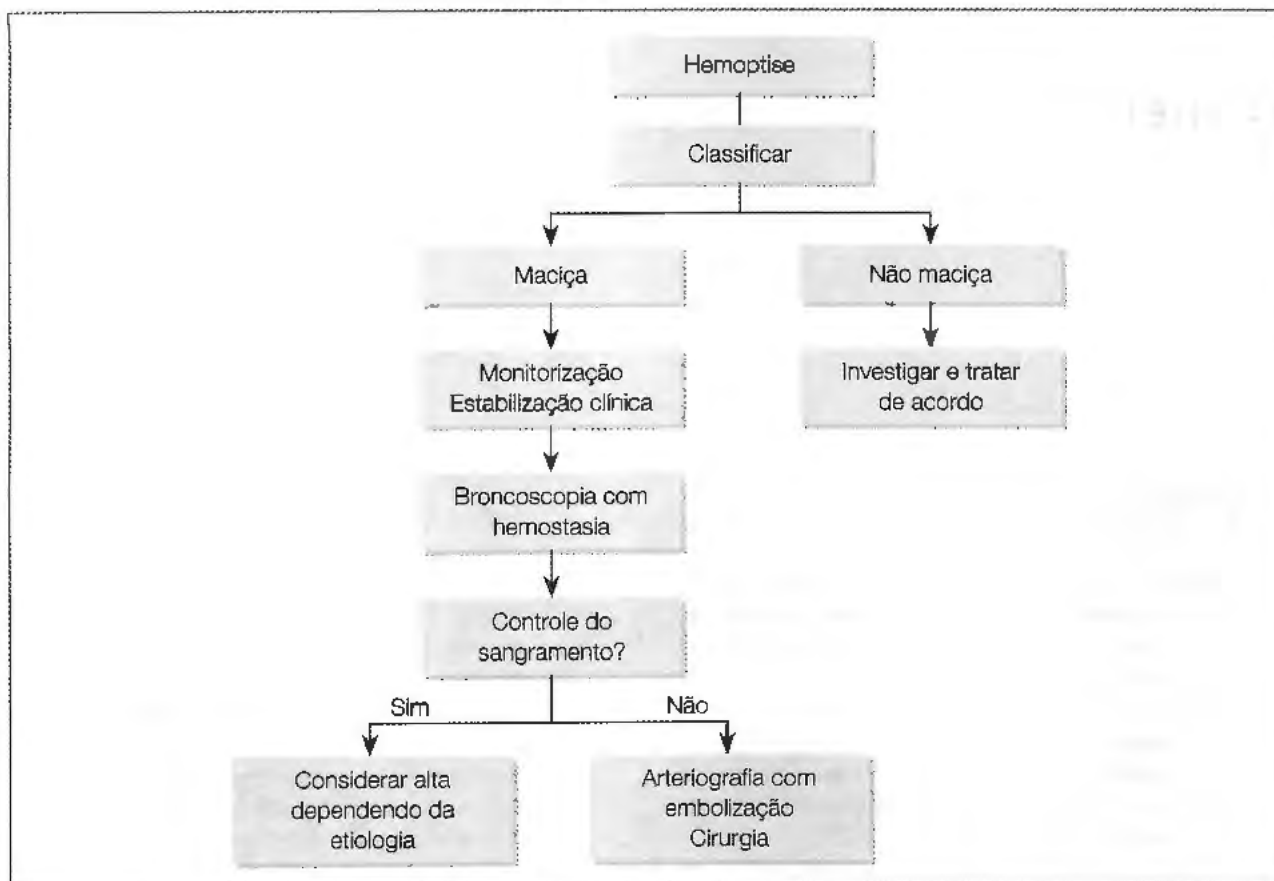 Hemoptise
Classificar
Maciça
Não maciça
Monitorização
Estabilização clínica
Investigar e tratar
de acordo
Broncoscopia com
hemostasia
Controle do
sangramento?
Sim
Não
Considerar alta
dependendo da
etiologia
Arteriografia com
embolização
Cirurgia